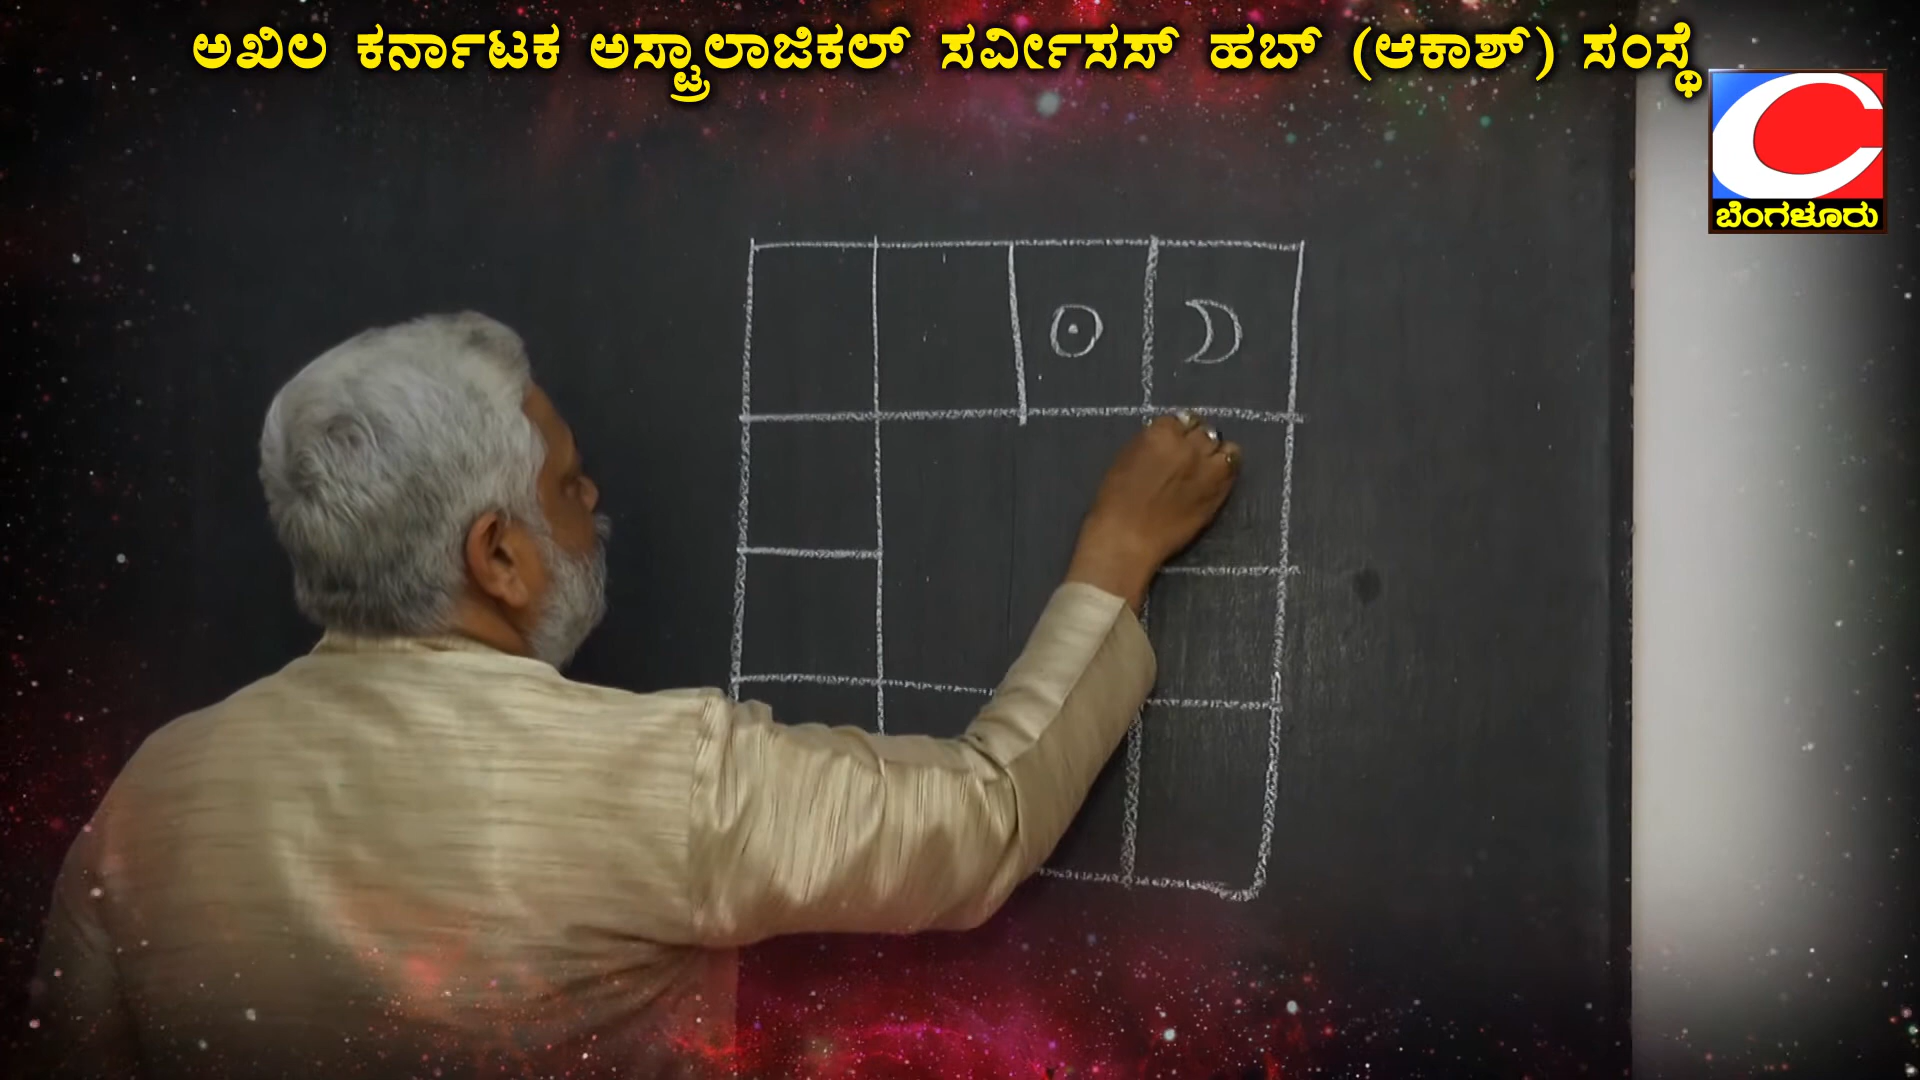 ಅಖಿಲ ಕರ್ನಾಟಕ ಅಸ್ಟ್ರಾಲಾಜಿಕಲ್ ಸರ್ವೀಸಸ್ ಹಬ್ (ಆಕಾಶ್) ಸಂಸ್ಥೆ
ಬೆಂಗಳೂರು